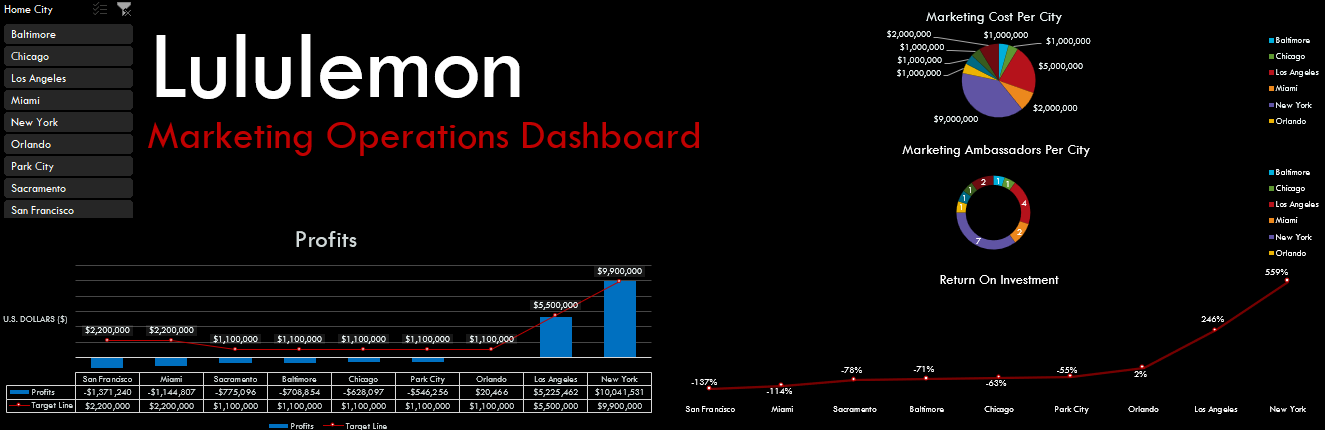 Home City
Baltimore
Chicago
Los Angeles
Miami
New York
Orlando
Park City
Sacramento
San Francisco
Lululemon
Marketing Operations Dashboard
Marketing Cost Per City
$2,000,000
$1,000,000
$1,000,000
$1,000,000
$1,000,000
$5,000,000
$2,000,000
$9,000,000
Baltimore
Chicago
Los Angeles
Miami
New York
Orlando
Marketing Ambassadors Per City
2 1 1
1 4
1
1 2
7
Baltimore
Chicago
Los Angeles
Miami
New York
Orlando
Profits
U.S. DOLLARS ($)
$2,200,000 $2,200,000 $1,100,000 $1,100,000 $1,100,000 $1,100,000 $1,100,000 $5,500,000 $9,900,000
San Francisco Miami Sacramento Baltimore Chicago Park City Orlando Los Angeles New York
Profits -$1,371,240 -$1,144,807 -$775,096 -$708,854 -$628,097 -$546,256 $20,466 $5,225,462 $10,041,531
Target Line $2,200,000 $2,200,000 $1,100,000 $1,100,000 $1,100,000 $1,100,000 $1,100,000 $5,500,000 $9,900,000
Profits Target Line
Return On Investment
-137% -114% -78% -71% -63% -55% 2% 246% 559%
San Francisco Miami Sacramento Baltimore Chicago Park City Orlando Los Angeles New York